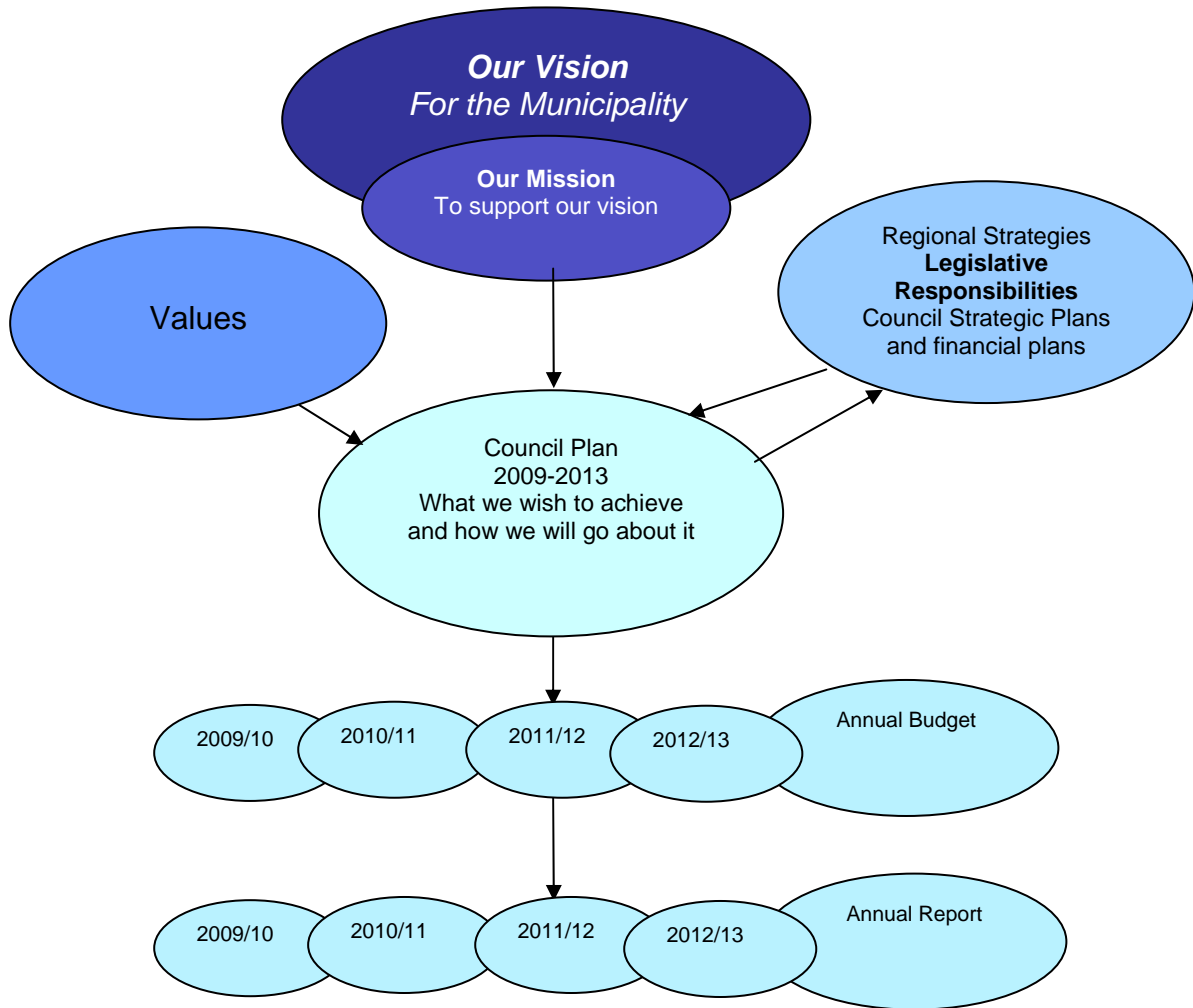 Our Vision
For the Municipality
Our Mission
To support our vision
Values
Regional Strategies
Legislative
Responsibilities
Council Strategic Plans
and financial plans
Council Plan
2009-2013
What we wish to achieve
and how we will go about it
2009/10
2010/11
2011/12
2012/13
Annual Budget
2009/10
2010/11
2011/12
2012/13
Annual Report